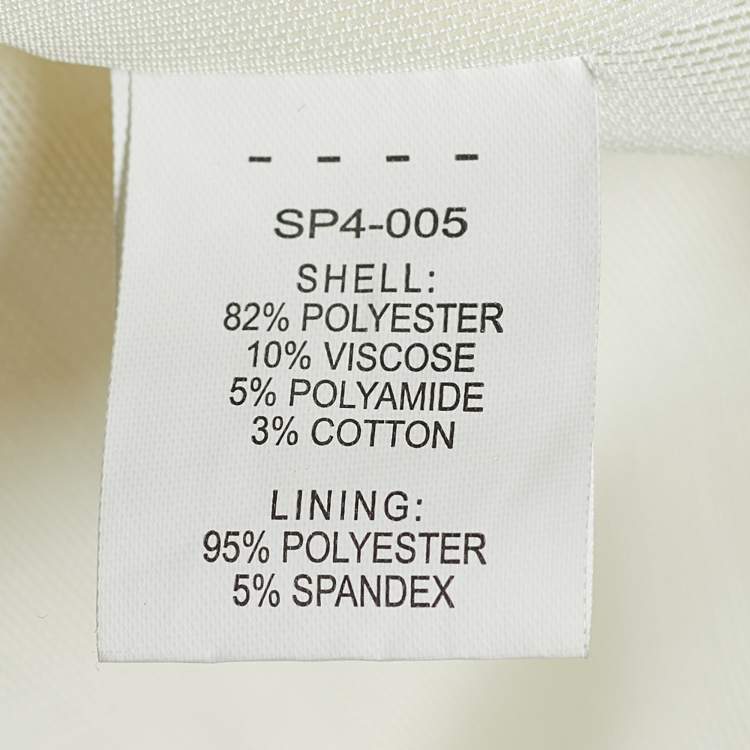 - - - -
SP4-005
SHELL:
82% POLYESTER
10% VISCOSE
5% POLYAMIDE
3% COTTON
LINING:
95% POLYESTER
5% SPANDEX